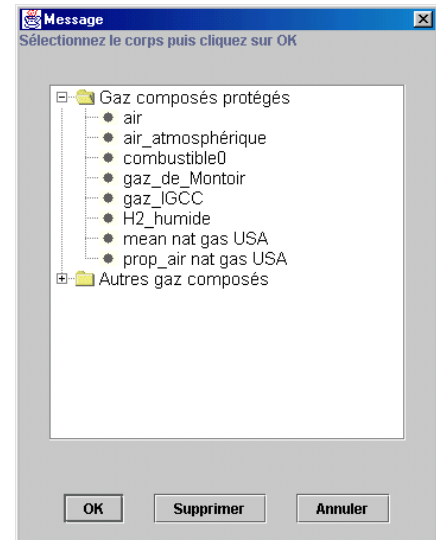 Message
Sélectionnez le corps puis cliquez sur OK
Gaz composés protégés
air
air_atmosphérique
combustible0
gaz_de_Montoir
gaz_IGCC
H2_humide
mean nat gas USA
prop_air nat gas USA
Autres gaz composés
OK Supprimer Annuler